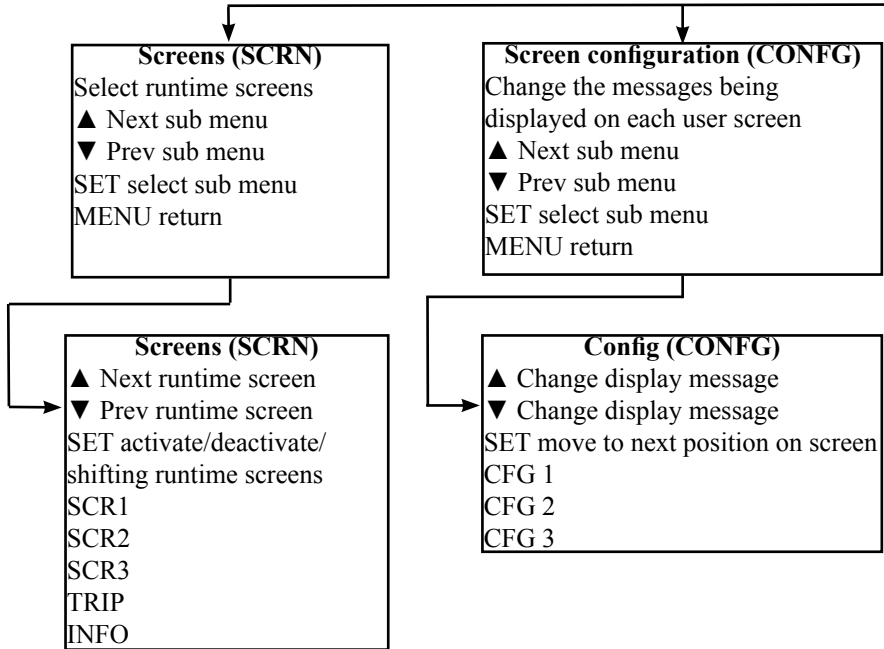 Screens (SCRN)
Select runtime screens
▲ Next sub menu
▼ Prev sub menu
SET select sub menu
MENU return
Screen configuration (CONFG)
Change the messages being
displayed on each user screen
▲ Next sub menu
▼ Prev sub menu
SET select sub menu
MENU return
Screens (SCRN)
▲ Next runtime screen
▼ Prev runtime screen
SET activate/deactivate/
shifting runtime screens
SCR1
SCR2
SCR3
TRIP
INFO
Config (CONFG)
▲ Change display message
▼ Change display message
SET move to next position on screen
CFG 1
CFG 2
CFG 3